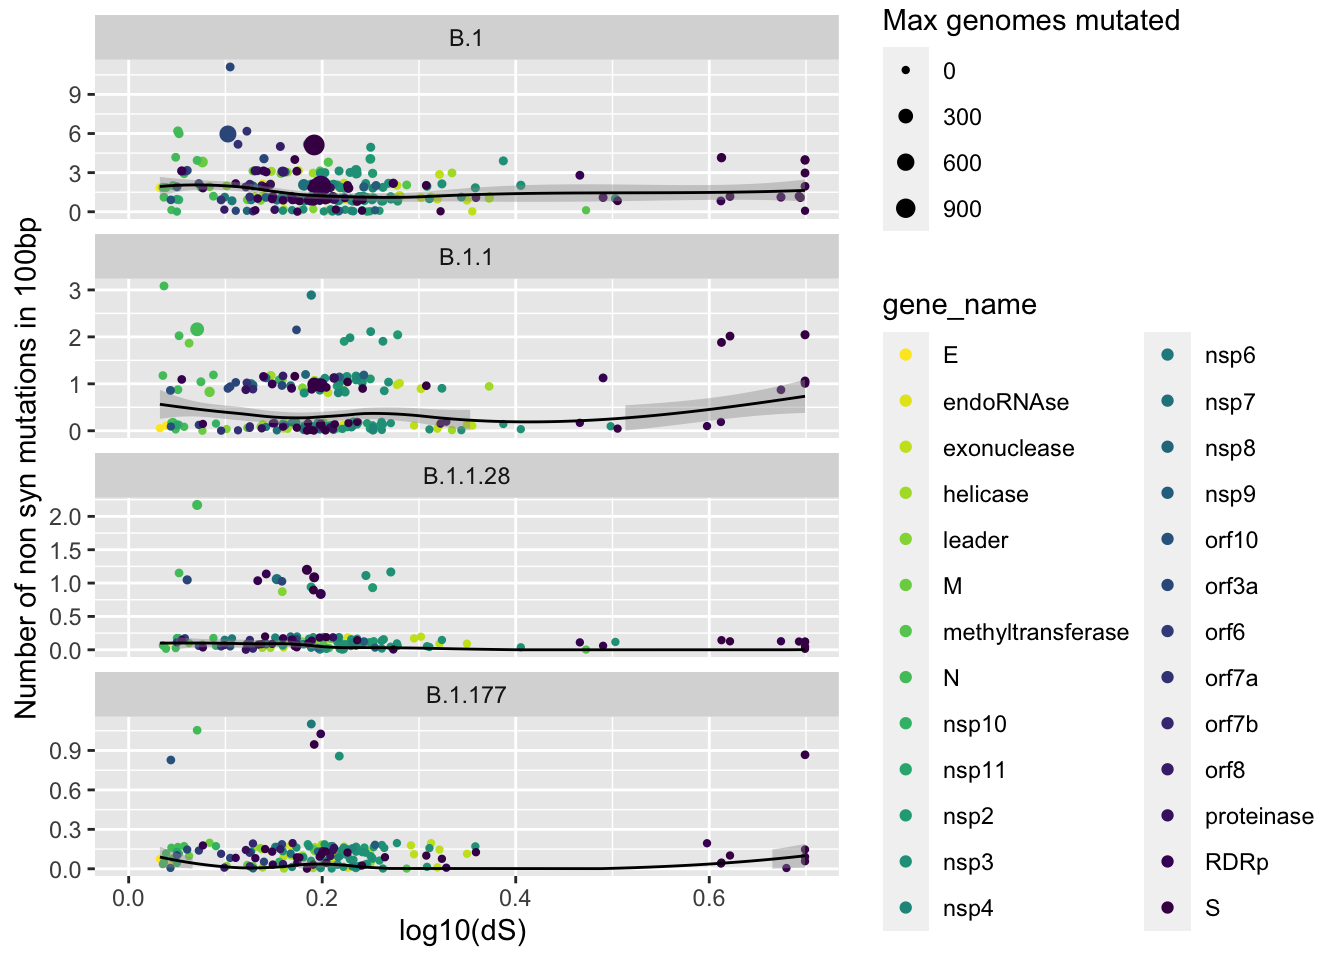 B.1
9
6
3
0
B.1.1
3
2
1
0
B.1.1.28
2.0
1.5
1.0
0.5
0.0
B.1.177
0.9
0.6
0.3
0.0
0.0 0.2 0.4 0.6
log10(dS)
Number of non syn mutations in 100bp
Max genomes mutated
0
300
600
900
gene_name
E
endoRNAse
exonuclease
helicase
leader
M
methyltransferase
N
nsp10
nsp11
nsp2
nsp3
nsp4
nsp6
nsp7
nsp8
nsp9
orf10
orf3a
orf6
orf7a
orf7b
orf8
proteinase
RDRp
S